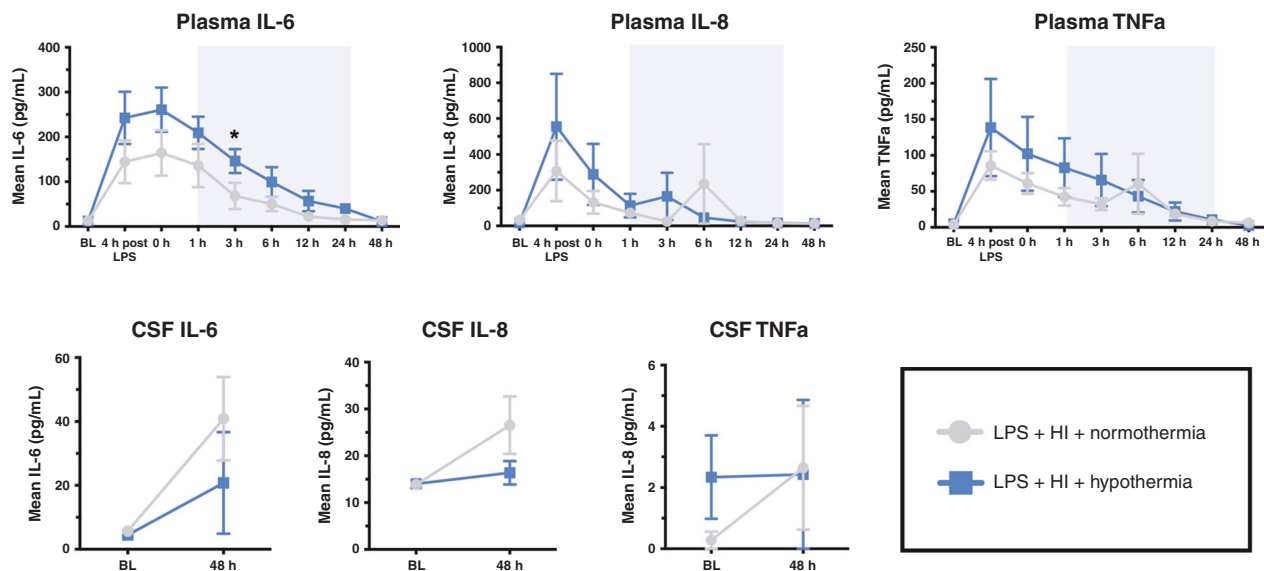 Plasma IL-6
Mean IL-6 (pg/mL)
400
300
200
100
0
BL 4 h post 0 h 1 h 3 h 6 h 12 h 24 h 48 h
LPS
*
Plasma IL-8
Mean IL-8 (pg/mL)
1000
800
600
400
200
0
BL 4 h post 0 h 1 h 3 h 6 h 12 h 24 h 48 h
LPS
Plasma TNFa
Mean TNFa (pg/mL)
250
200
150
100
50
0
BL 4 h post 0 h 1 h 3 h 6 h 12 h 24 h 48 h
LPS
CSF IL-6
Mean IL-6 (pg/mL)
60
40
20
0
BL 48 h
CSF IL-8
Mean IL-8 (pg/mL)
40
30
20
10
0
BL 48 h
CSF TNFa
Mean IL-8 (pg/mL)
6
4
2
0
BL 48 h
LPS + HI + normothermia
LPS + HI + hypothermia